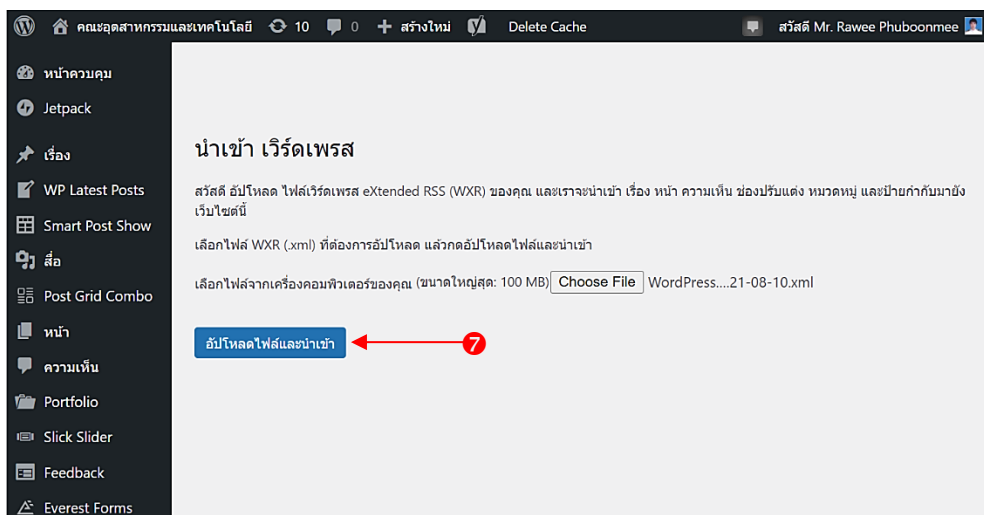 คณะอุตสาหกรรมและเทคโนโลยี 10 0 + สร้างใหม่ Delete Cache สวัสดี Mr. Rawee Phuboonmee
หน้าควบคุม
Jetpack
เรื่อง
WP Latest Posts
Smart Post Show
สื่อ
Post Grid Combo
หน้า
ความเห็น
Portfolio
Slick Slider
Feedback
Everest Forms
นำเข้า เวิร์ดเพรส
สวัสดี อัปโหลด ไฟล์เวิร์ดเพรส eXtended RSS (WXR) ของคุณ และเราจะนำเข้า เรื่อง หน้า ความเห็น ช่องปรับแต่ง หมวดหมู่ และป้ายกำกับมายัง
เว็บไซต์นี้
เลือกไฟล์ WXR (.xml) ที่ต้องการอัปโหลด แล้วกดอัปโหลดไฟล์และนำเข้า
เลือกไฟล์จากเครื่องคอมพิวเตอร์ของคุณ (ขนาดใหญ่สุด: 100 MB) Choose File WordPress....21-08-10.xml
อัปโหลดไฟล์และนำเข้า 7